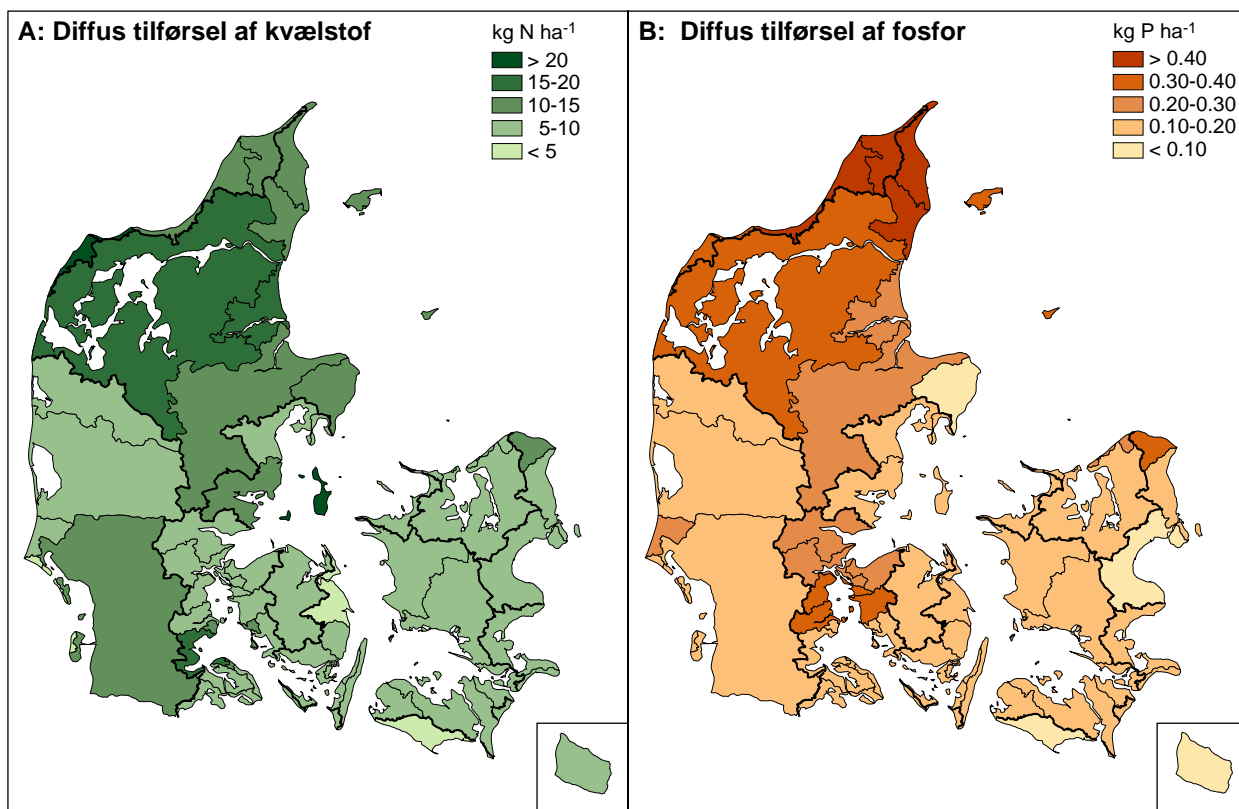 A: Diffus tilførsel af kvælstof
kg N ha⁻¹
> 20
15-20
10-15
5-10
< 5
B: Diffus tilførsel af fosfor
kg P ha⁻¹
> 0.40
0.30-0.40
0.20-0.30
0.10-0.20
< 0.10